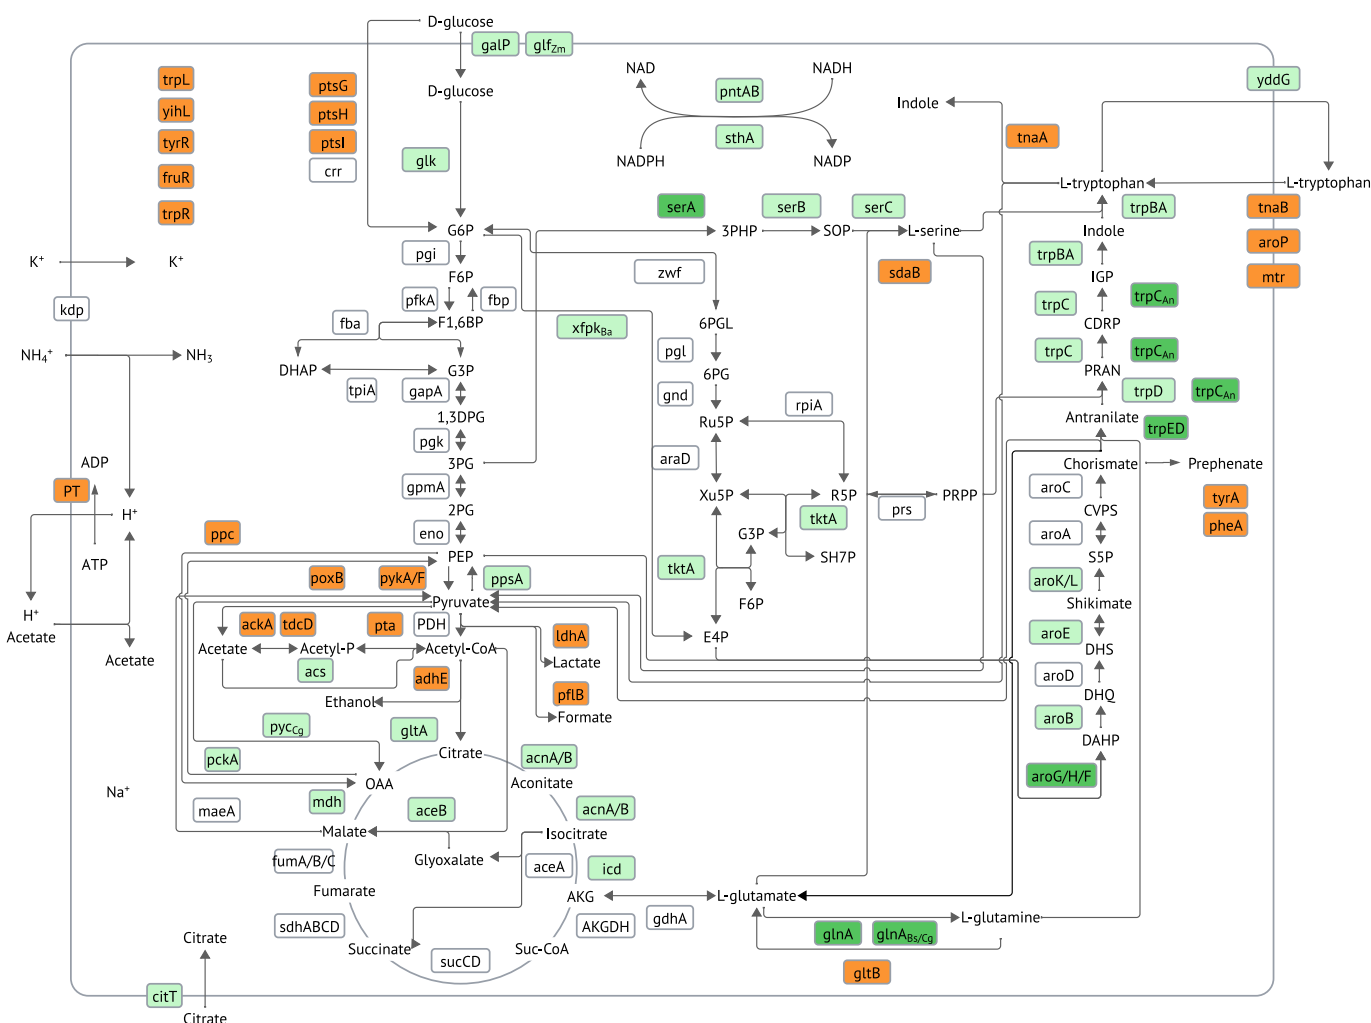 D-glucose
galP
glfZm
trpL
ptsG
NAD
NADH
yddG
yihL
ptsH
D-glucose
pntAB
Indole
tyrR
ptsI
sthA
tnaA
fruR
crr
glk
NADPH
NADP
L-tryptophan
L-tryptophan
trpR
serA
serB
serC
trpBA
tnaB
G6P
3PHP
SOP
L-serine
Indole
aroP
K+
K+
pgi
zwf
sdaB
trpBA
IGP
mtr
F6P
kdp
pfkA
fbp
trpC
trpCAn
fba
F1,6BP
xfpkBa
6PGL
CDRP
NH4+
NH3
pgl
trpC
trpCAn
DHAP
G3P
6PG
PRAN
tpiA
gapA
gnd
rpiA
trpD
trpCAn
1,3DPG
Ru5P
Antranilate
pgk
trpED
ADP
3PG
araD
Chorismate
Prephenate
PT
gpmA
Xu5P
R5P
PRPP
aroC
tyrA
H+
2PG
prs
CVPS
ppc
eno
G3P
tktA
aroA
pheA
ATP
PEP
SH7P
S5P
poxB
pykA/F
ppsA
tktA
aroK/L
H+
Pyruvate
F6P
Shikimate
Acetate
ackA
tdcD
pta
PDH
ldhA
E4P
aroE
Acetate
Acetate
Acetyl-P
Acetyl-CoA
Lactate
DHS
acs
adhE
aroD
Ethanol
pflB
DHQ
pycCg
gltA
Formate
aroB
pckA
Citrate
acnA/B
DAHP
Na+
OAA
Aconitate
aroG/H/F
maeA
mdh
aceB
acnA/B
Malate
Isocitrate
fumA/B/C
Glyoxalate
aceA
icd
Fumarate
AKG
L-glutamate
sdhABCD
AKGDH
gdhA
L-glutamine
Citrate
Succinate
sucCD
Suc-CoA
glnA
glnABs/Cg
gltB
citT
Citrate